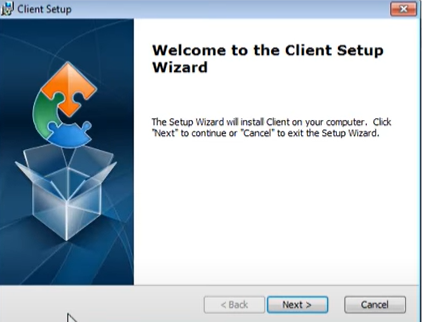 Client Setup
Welcome to the Client Setup
Wizard
The Setup Wizard will install Client on your computer. Click
"Next" to continue or "Cancel" to exit the Setup Wizard.
< Back
Next >
Cancel